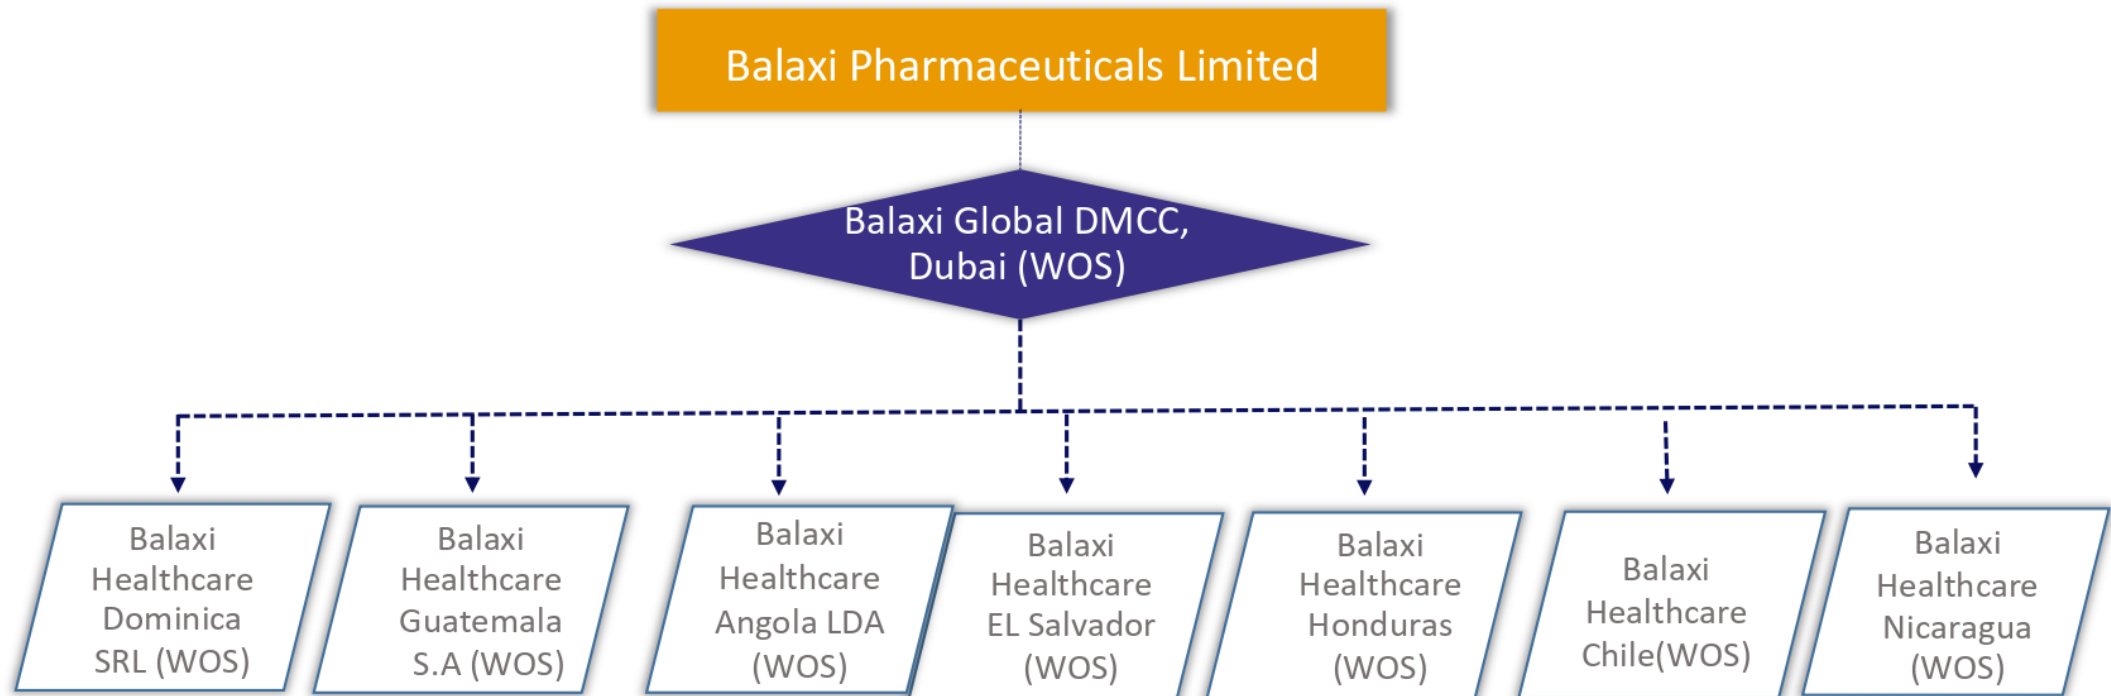 Balaxi Pharmaceuticals Limited
Balaxi Global DMCC,
Dubai (WOS)
Balaxi
Healthcare
Dominica
SRL (WOS)
Balaxi
Healthcare
Guatemala
S.A (WOS)
Balaxi
Healthcare
Angola LDA
(WOS)
Balaxi
Healthcare
EL Salvador
(WOS)
Balaxi
Healthcare
Honduras
(WOS)
Balaxi
Healthcare
Chile(WOS)
Balaxi
Healthcare
Nicaragua
(WOS)